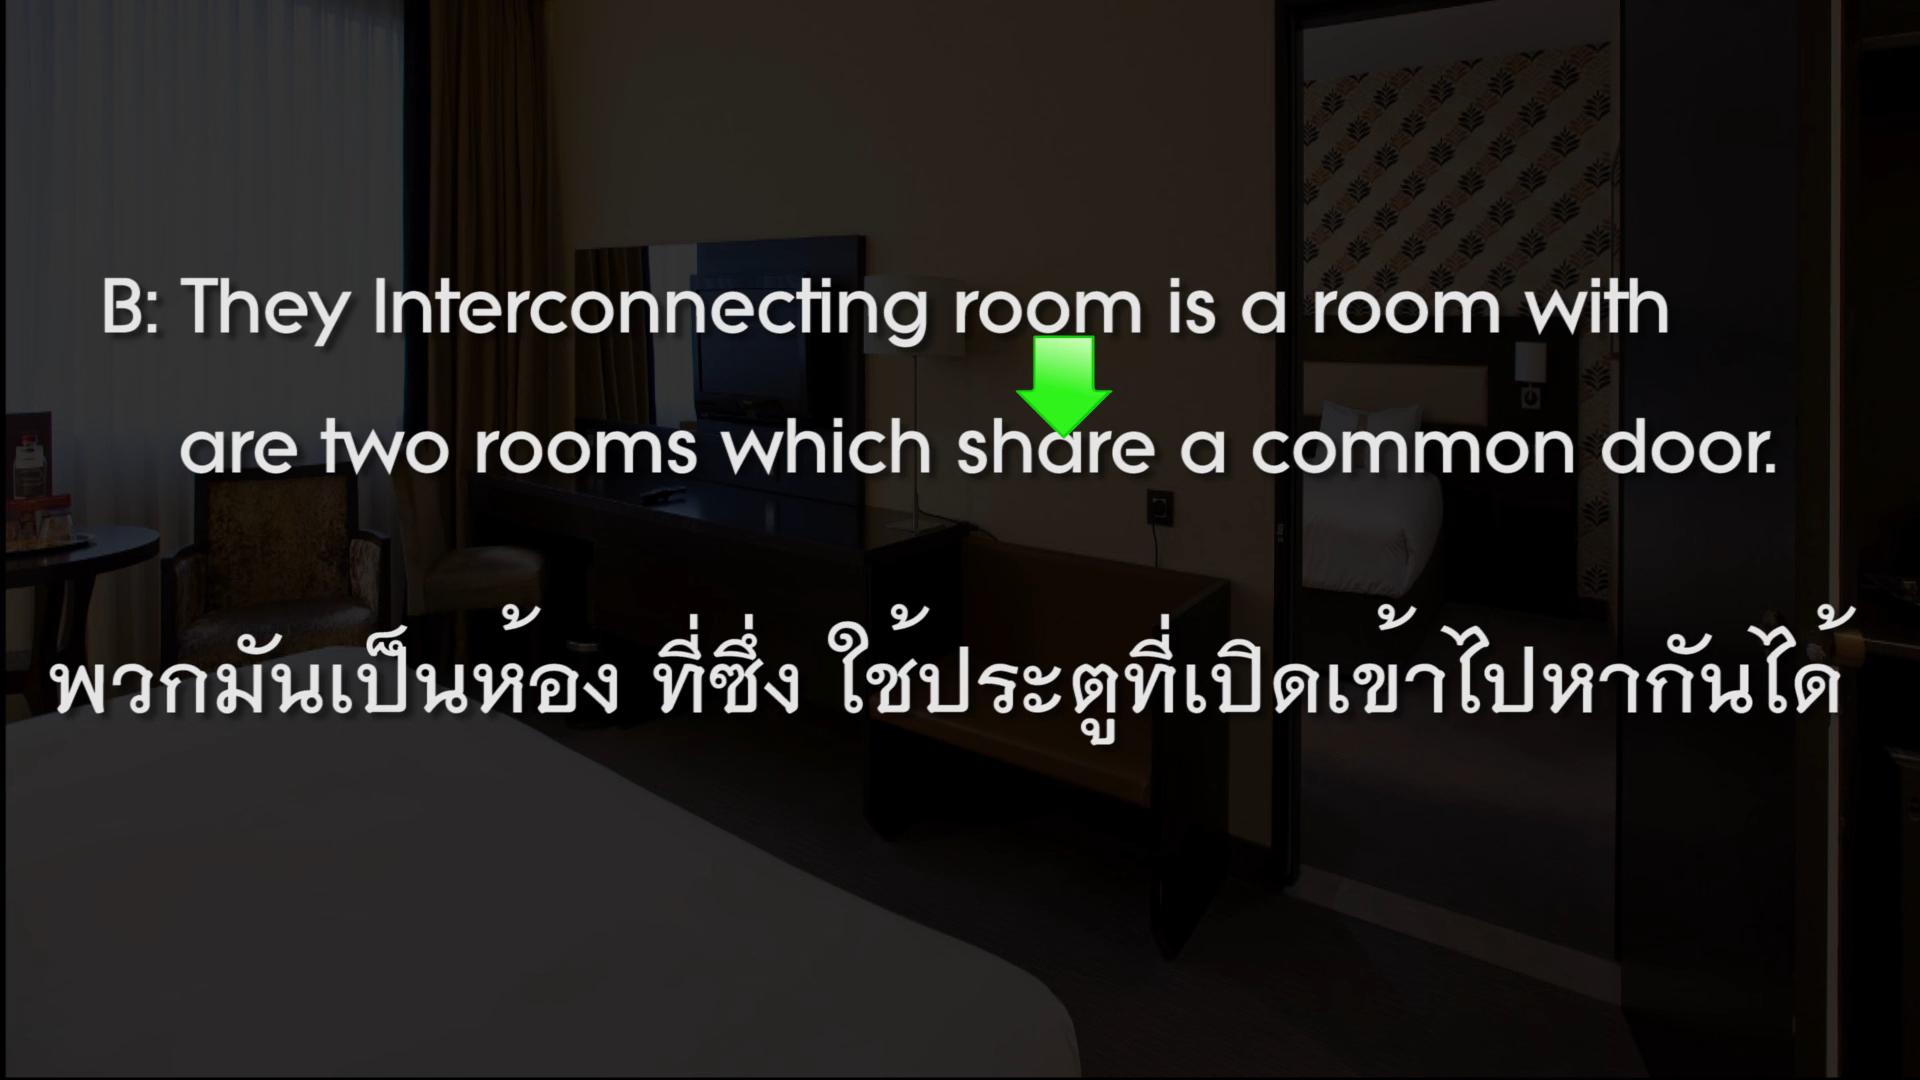 B: They Interconnecting room is a room with
are two rooms which share a common door.
พวกมันเป็นห้อง ที่ซึ่ง ใช้ประตูที่เปิดเข้าไปหากันได้